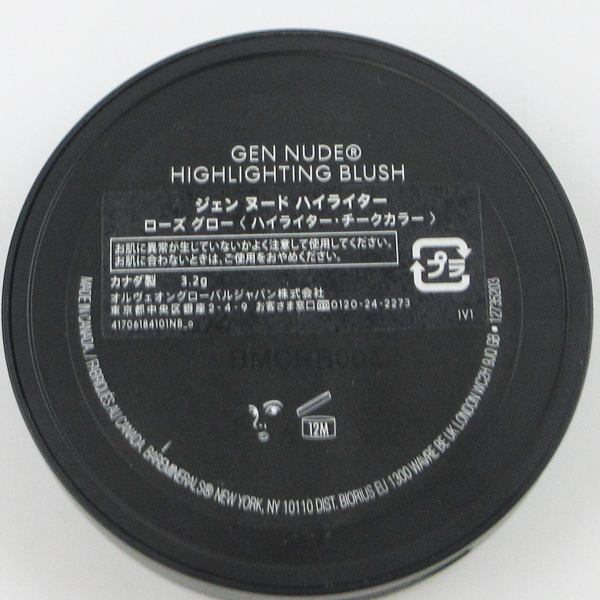 GEN NUDE®
HIGHLIGHTING BLUSH
ジェン ヌード ハイライター
ローズ グロー〈 ハイライター・チークカラー 〉
お肌に異常が生じていないかよく注意して使用してください。
お肌に合わないときは、ご使用をおやめください。
プラ
カナダ製 3.2g
オルヴェオングローバルジャパン株式会社
東京都中央区銀座2-4-9 お客さま窓口 0120-24-2273
41706184101NB_o
1V1
BMCRB004
12M
MADE IN CANADA. / FABRIQUÉS AU CANADA. BAREMINERALS® NEW YORK, NY 10110 DIST. BIORIUS EU 1300 WAVRE BE UK LONDON WC2H 9JQ GB • 12735203